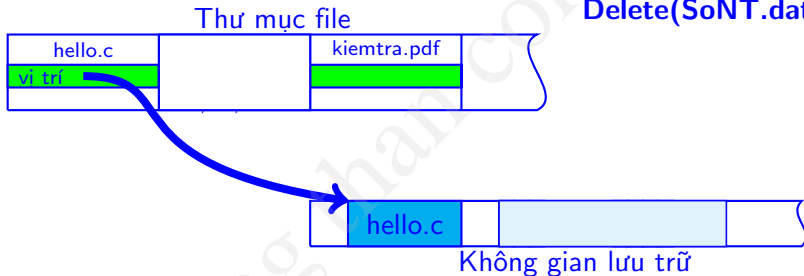 Thư mục file
Delete(SoNT.dat
hello.c
kiemtra.pdf
vị trí
hello.c
Không gian lưu trữ